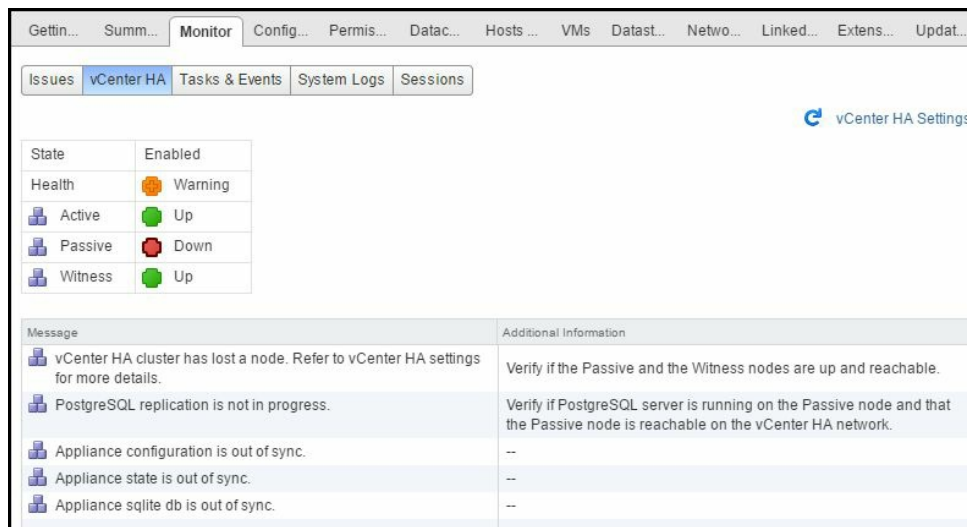 Gettin... Summ... Monitor Config... Permis... Datac... Hosts ... VMs Datast... Netwo... Linked... Extens... Updat...
Issues vCenter HA Tasks & Events System Logs Sessions
vCenter HA Settings
State Enabled
Health Warning
Active Up
Passive Down
Witness Up
Message Additional Information
vCenter HA cluster has lost a node. Refer to vCenter HA settings
for more details.
Verify if the Passive and the Witness nodes are up and reachable.
PostgreSQL replication is not in progress.
Verify if PostgreSQL server is running on the Passive node and that
the Passive node is reachable on the vCenter HA network.
Appliance configuration is out of sync. --
Appliance state is out of sync. --
Appliance sqlite db is out of sync. --